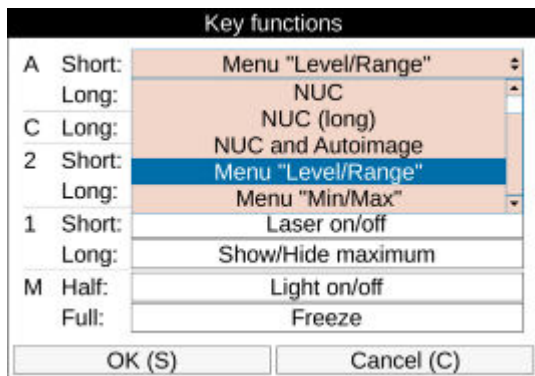 Key functions
A Short: Menu "Level/Range"
Long: NUC
NUC (long)
C Long:
NUC and Autoimage
2 Short:
Menu "Level/Range"
Long: Menu "Min/Max"
1 Short: Laser on/off
Long: Show/Hide maximum
M Half: Light on/off
Full: Freeze
OK (S) Cancel (C)